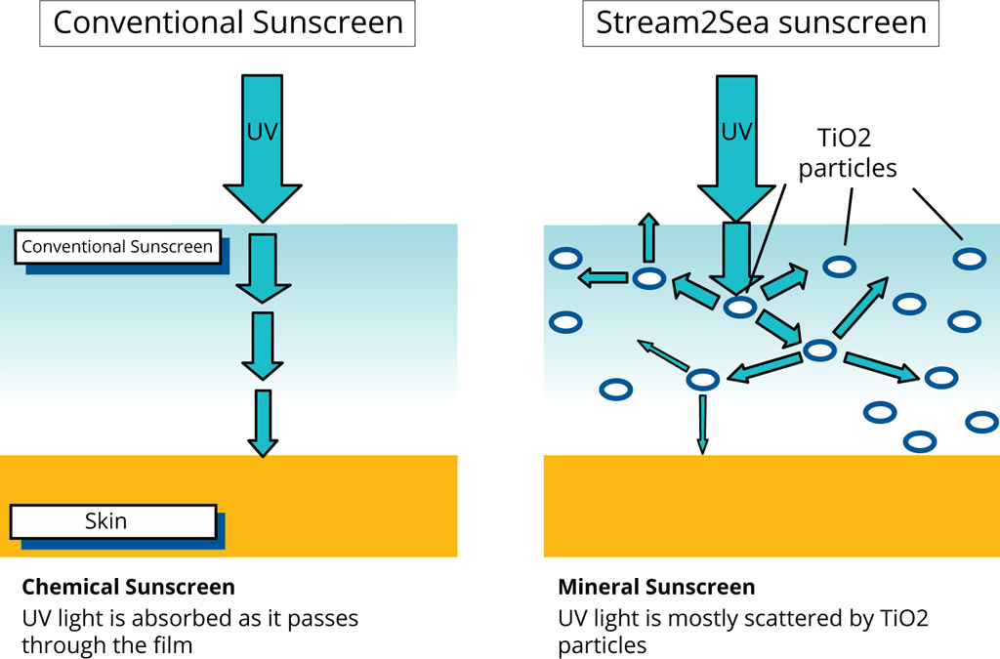 Conventional Sunscreen
UV
Conventional Sunscreen
Skin
Chemical Sunscreen
UV light is absorbed as it passes
through the film
Stream2Sea sunscreen
UV
TiO2
particles
Mineral Sunscreen
UV light is mostly scattered by TiO2
particles